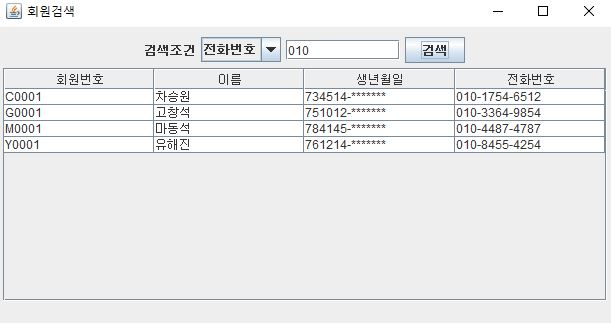 회원검색
검색조건 전화번호 010 검색
회원번호 이름 생년월일 전화번호
C0001 차승원 734514-******* 010-1754-6512
G0001 고창석 751012-******* 010-3364-9854
M0001 마동석 784145-******* 010-4487-4787
Y0001 유해진 761214-******* 010-8455-4254